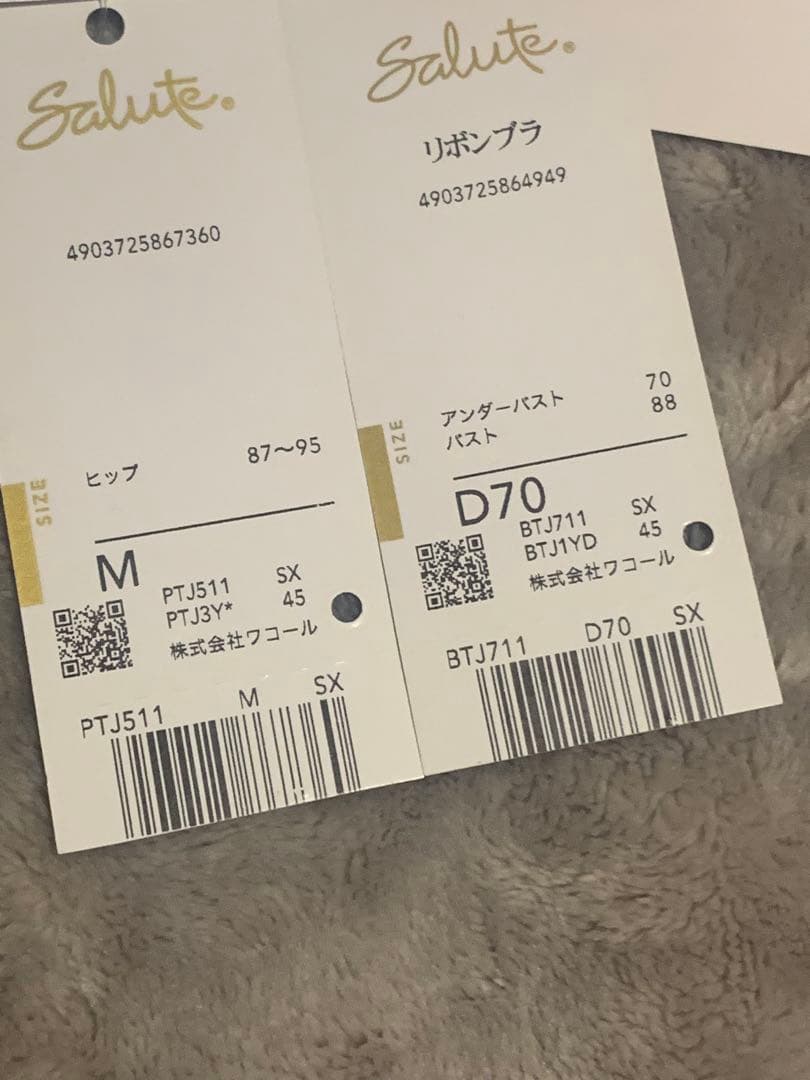 Salute®
4903725867360
ヒップ 87〜95
SIZE
M
PTJ511 SX
PTJ3Y* 45
株式会社ワコール
PTJ511 M SX
Salute®
リボンブラ
4903725864949
アンダーバスト 70
バスト 88
SIZE
D70
BTJ711 SX
BTJ1YD 45
株式会社ワコール
BTJ711 D70 SX